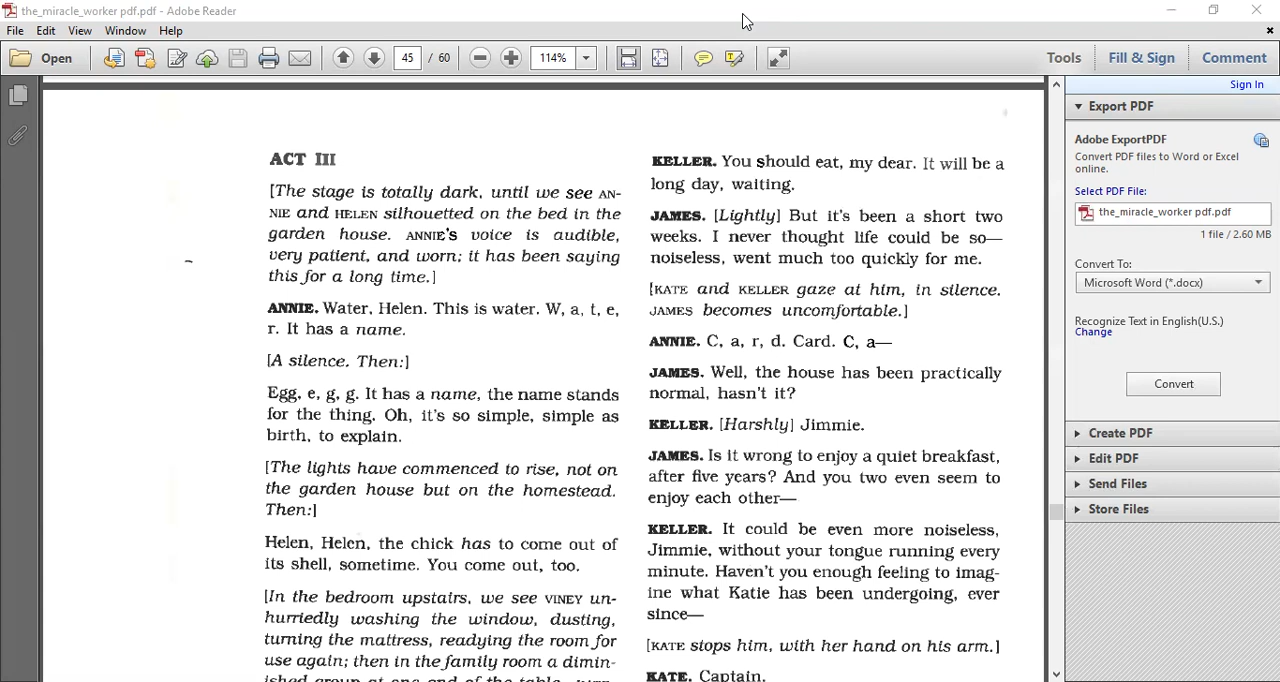 the_miracle_worker pdf.pdf - Adobe Reader
File Edit View Window Help
Open 45 / 60 114% Tools Fill & Sign Comment
Sign In
ACT III
[The stage is totally dark, until we see AN-
NIE and HELEN silhouetted on the bed in the
garden house. ANNIE'S voice is audible,
very patient, and worn; it has been saying
this for a long time.]
ANNIE. Water, Helen. This is water. W, a, t, e,
r. It has a name.
[A silence. Then:]
Egg, e, g, g. It has a name, the name stands
for the thing. Oh, it's so simple, simple as
birth, to explain.
[The lights have commenced to rise, not on
the garden house but on the homestead.
Then:]
Helen, Helen, the chick has to come out of
its shell, sometime. You come out, too.
[In the bedroom upstairs, we see VINEY un-
hurriedly washing the window, dusting,
turning the mattress, readying the room for
use again; then in the family room a dimin-
ished group at one end of the table,
KELLER. You should eat, my dear. It will be a
long day, waiting.
JAMES. [Lightly] But it's been a short two
weeks. I never thought life could be so—
noiseless, went much too quickly for me.
[KATE and KELLER gaze at him, in silence.
JAMES becomes uncomfortable.]
ANNIE. C, a, r, d. Card. C, a—
JAMES. Well, the house has been practically
normal, hasn't it?
KELLER. [Harshly] Jimmie.
JAMES. Is it wrong to enjoy a quiet breakfast,
after five years? And you two even seem to
enjoy each other—
KELLER. It could be even more noiseless,
Jimmie, without your tongue running every
minute. Haven't you enough feeling to imag-
ine what Katie has been undergoing, ever
since—
[KATE stops him, with her hand on his arm.]
KATE. Captain.
Export PDF
Adobe ExportPDF
Convert PDF files to Word or Excel
online.
Select PDF File:
the_miracle_worker pdf.pdf
1 file / 2.60 MB
Convert To:
Microsoft Word (*.docx)
Recognize Text in English(U.S.)
Change
Convert
Create PDF
Edit PDF
Send Files
Store Files